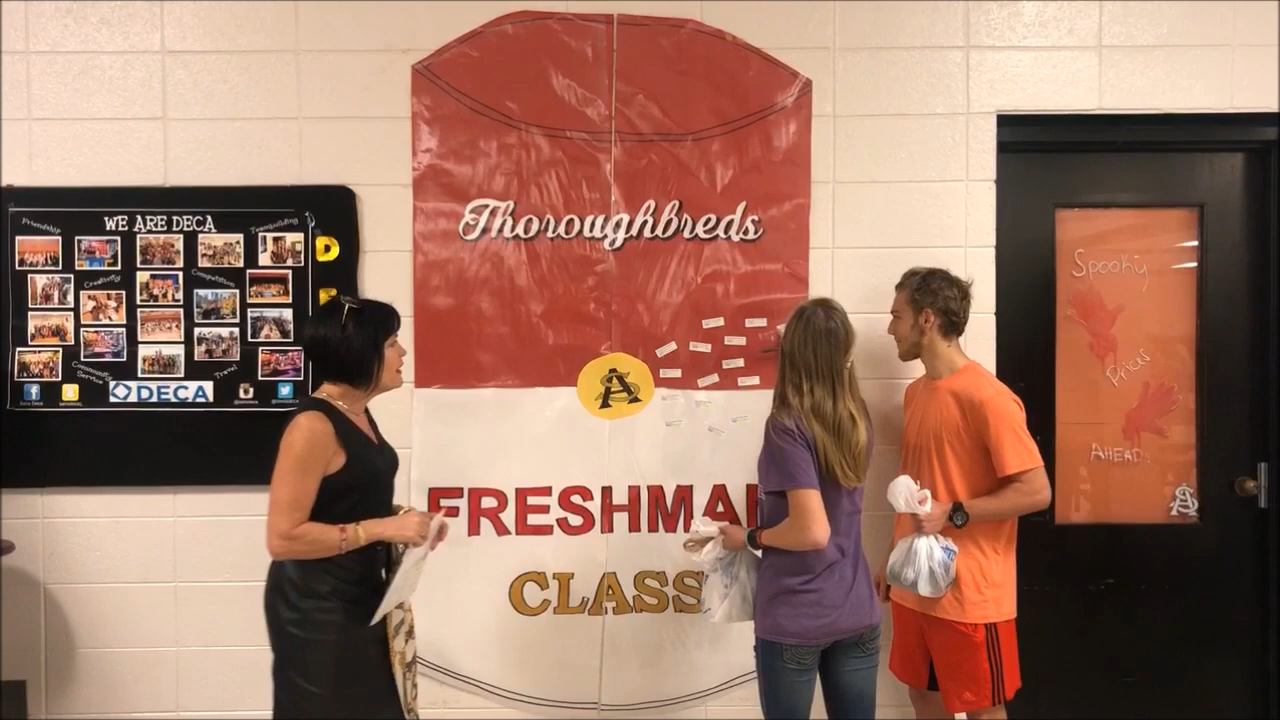 WE ARE DECA
Friendship
Teambuilding
Creativity
Competition
Community
Service
Travel
DECA
D
Thoroughbreds
AS
FRESHMAN
CLASS
Spooky
Prices
AHEAD
AS